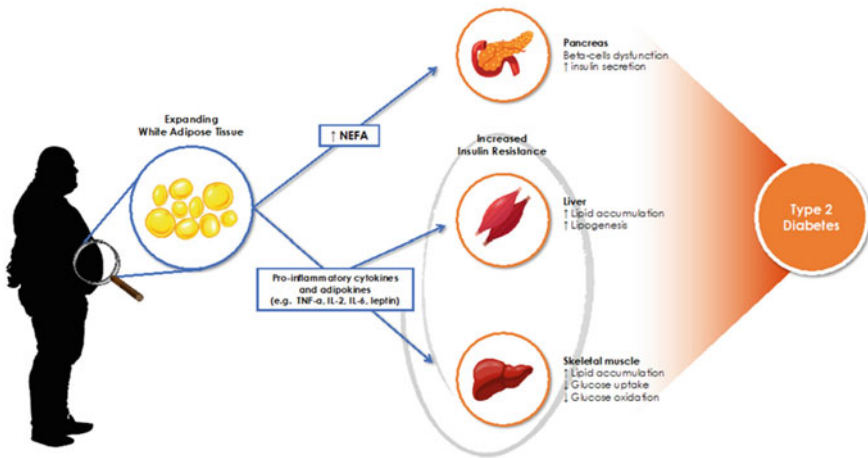 Expanding
White Adipose Tissue
↑ NEFA
Pro-inflammatory cytokines
and adipokines
(e.g. TNF-α, IL-2, IL-6, leptin)
Pancreas
Beta-cells dysfunction
↑ insulin secretion
Increased
Insulin Resistance
Liver
↑ Lipid accumulation
↑ Lipogenesis
Skeletal muscle
↑ Lipid accumulation
↓ Glucose uptake
↓ Glucose oxidation
Type 2
Diabetes